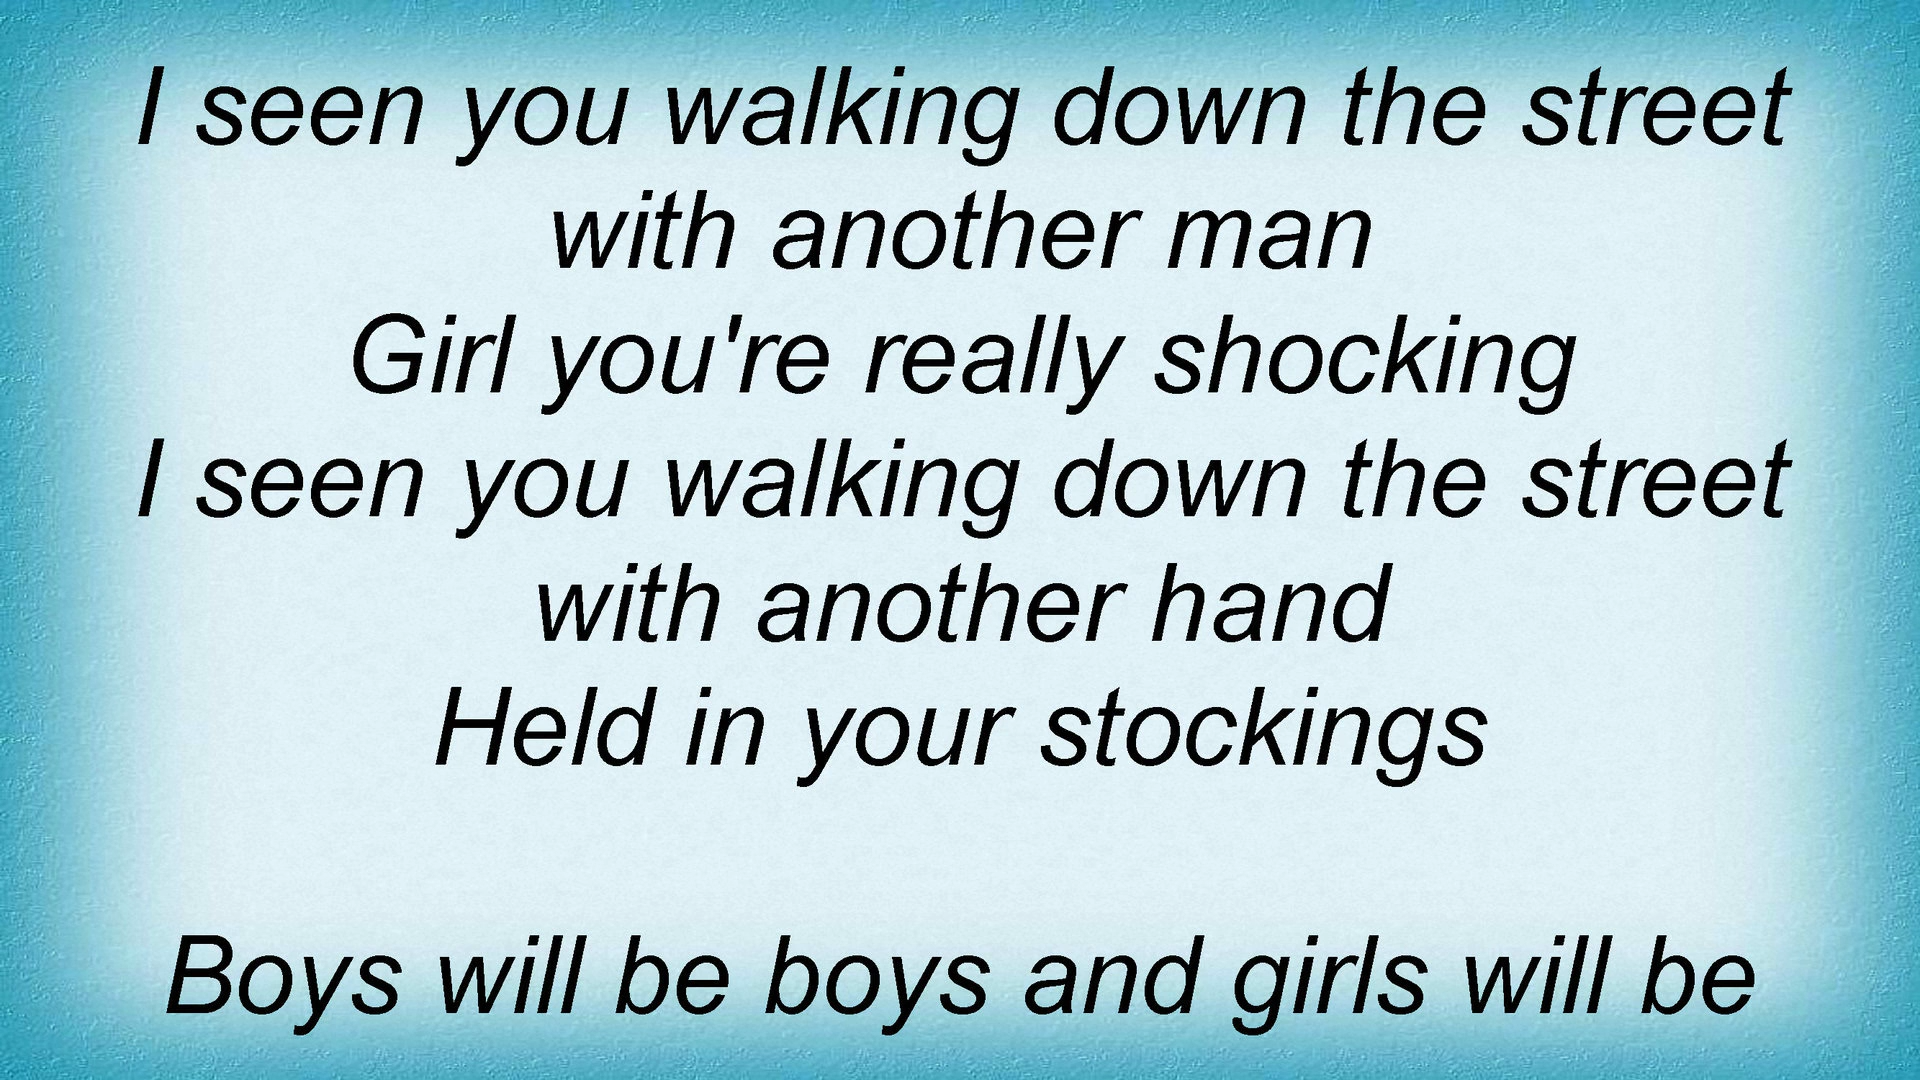 I seen you walking down the street
with another man
Girl you're really shocking
I seen you walking down the street
with another hand
Held in your stockings
Boys will be boys and girls will be